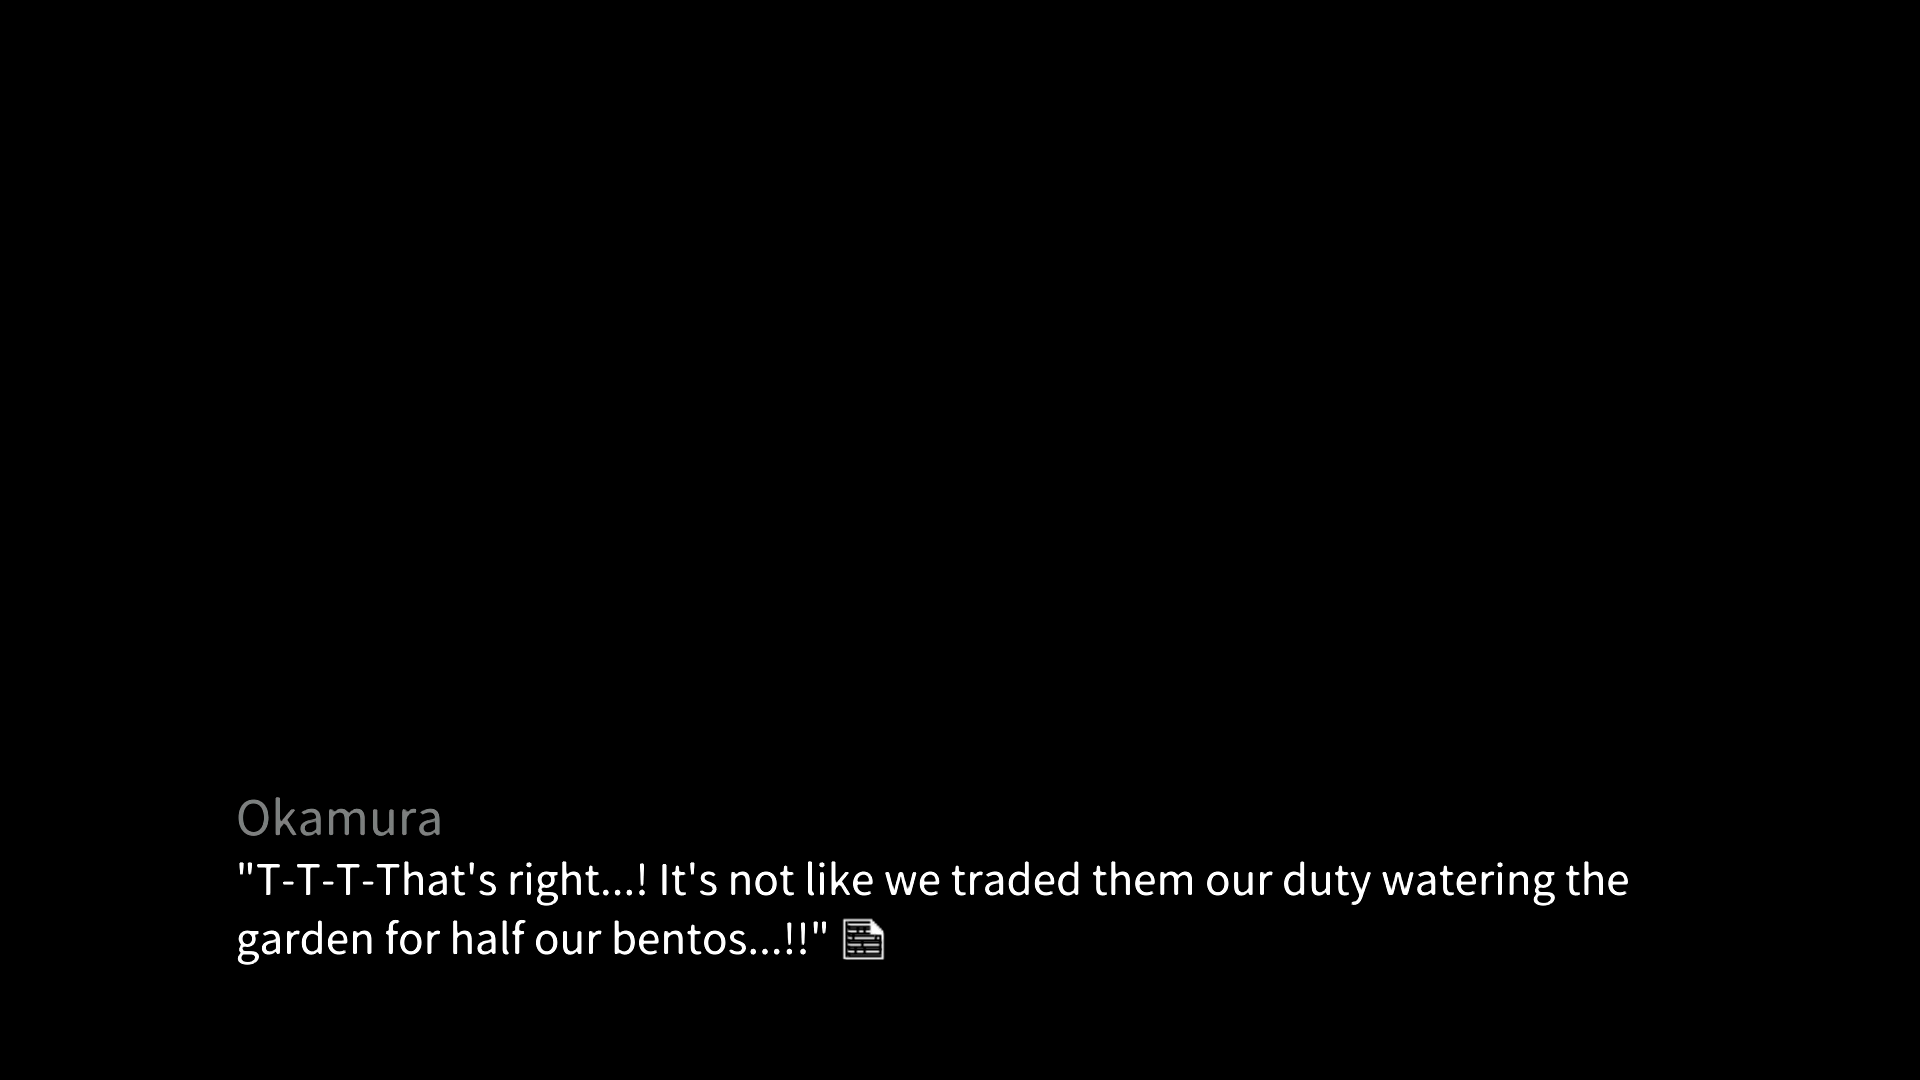 Okamura
"T-T-T-That's right...! It's not like we traded them our duty watering the
garden for half our bentos...!!"